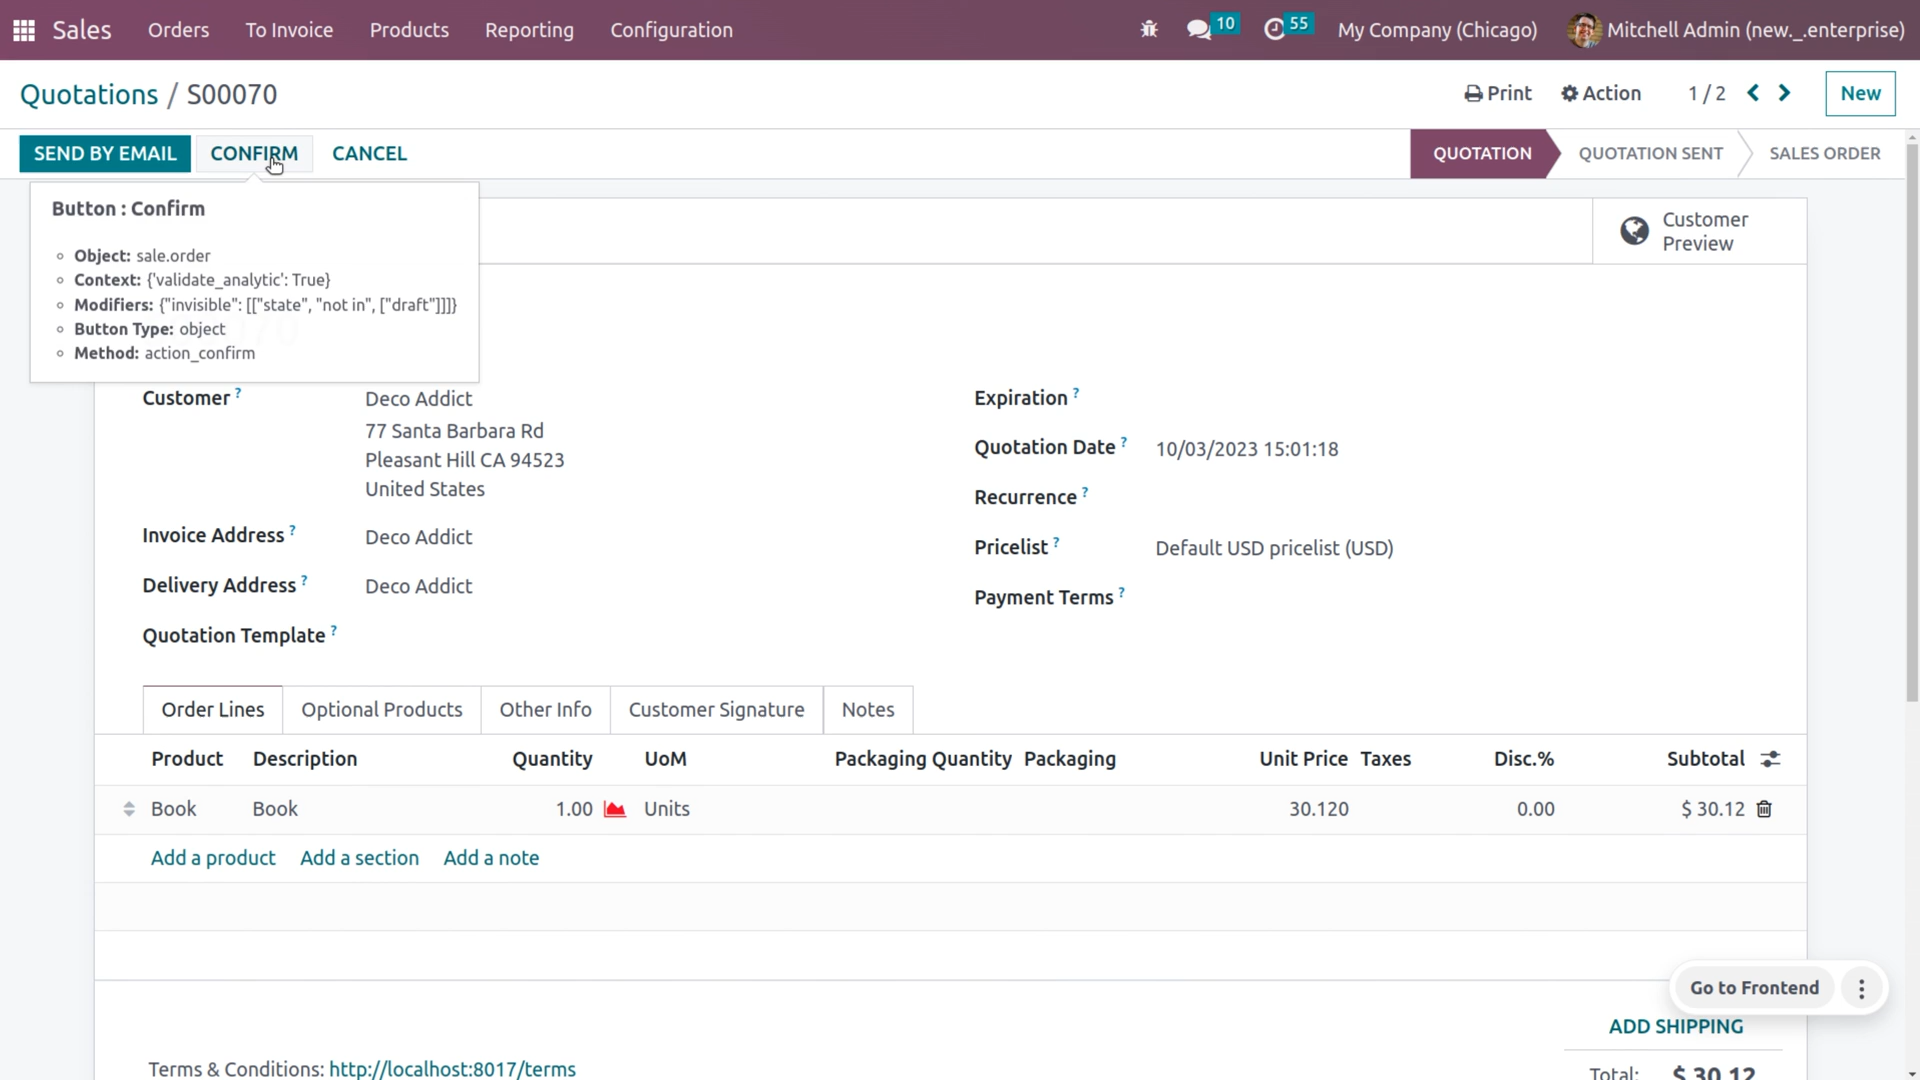 Sales Orders To Invoice Products Reporting Configuration 10 55 My Company (Chicago) Mitchell Admin (new._.enterprise)
Quotations / S00070 Print Action 1 / 2 New
SEND BY EMAIL CONFIRM CANCEL QUOTATION QUOTATION SENT SALES ORDER
Button : Confirm
Object: sale.order
Context: {'validate_analytic': True}
Modifiers: {"invisible": [["state", "not in", ["draft"]]]}
Button Type: object
Method: action_confirm
Customer
Preview
Customer ? Deco Addict
77 Santa Barbara Rd
Pleasant Hill CA 94523
United States
Invoice Address ? Deco Addict
Delivery Address ? Deco Addict
Quotation Template ?
Expiration ?
Quotation Date ? 10/03/2023 15:01:18
Recurrence ?
Pricelist ? Default USD pricelist (USD)
Payment Terms ?
Order Lines Optional Products Other Info Customer Signature Notes
Product Description Quantity UoM Packaging Quantity Packaging Unit Price Taxes Disc.% Subtotal
Book Book 1.00 Units 30.120 0.00 $ 30.12
Add a product Add a section Add a note
Go to Frontend
ADD SHIPPING
Terms & Conditions: http://localhost:8017/terms
Total: $ 30.12